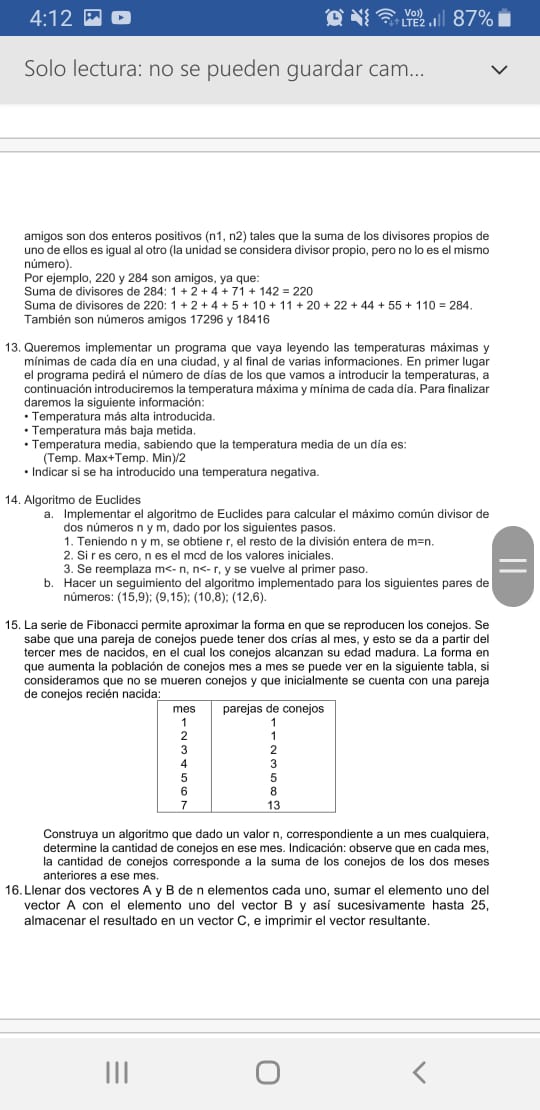 4:12 Vo)) LTE2 87%
Solo lectura: no se pueden guardar cam...
amigos son dos enteros positivos (n1, n2) tales que la suma de los divisores propios de
uno de ellos es igual al otro (la unidad se considera divisor propio, pero no lo es el mismo
número).
Por ejemplo, 220 y 284 son amigos, ya que:
Suma de divisores de 284: 1 + 2 + 4 + 71 + 142 = 220
Suma de divisores de 220: 1 + 2 + 4 + 5 + 10 + 11 + 20 + 22 + 44 + 55 + 110 = 284.
También son números amigos 17296 y 18416
13. Queremos implementar un programa que vaya leyendo las temperaturas máximas y
mínimas de cada día en una ciudad, y al final de varias informaciones. En primer lugar
el programa pedirá el número de días de los que vamos a introducir la temperaturas, a
continuación introduciremos la temperatura máxima y mínima de cada día. Para finalizar
daremos la siguiente información:
• Temperatura más alta introducida.
• Temperatura más baja metida.
• Temperatura media, sabiendo que la temperatura media de un día es:
(Temp. Max+Temp. Min)/2
• Indicar si se ha introducido una temperatura negativa.
14. Algoritmo de Euclides
a. Implementar el algoritmo de Euclides para calcular el máximo común divisor de
dos números n y m, dado por los siguientes pasos.
1. Teniendo n y m, se obtiene r, el resto de la división entera de m=n.
2. Si r es cero, n es el mcd de los valores iniciales.
3. Se reemplaza m<- n, n<- r, y se vuelve al primer paso.
b. Hacer un seguimiento del algoritmo implementado para los siguientes pares de
números: (15,9); (9,15); (10,8); (12,6).
15. La serie de Fibonacci permite aproximar la forma en que se reproducen los conejos. Se
sabe que una pareja de conejos puede tener dos crías al mes, y esto se da a partir del
tercer mes de nacidos, en el cual los conejos alcanzan su edad madura. La forma en
que aumenta la población de conejos mes a mes se puede ver en la siguiente tabla, si
consideramos que no se mueren conejos y que inicialmente se cuenta con una pareja
de conejos recién nacida:
mes parejas de conejos
1 1
2 1
3 2
4 3
5 5
6 8
7 13
Construya un algoritmo que dado un valor n, correspondiente a un mes cualquiera,
determine la cantidad de conejos en ese mes. Indicación: observe que en cada mes,
la cantidad de conejos corresponde a la suma de los conejos de los dos meses
anteriores a ese mes.
16. Llenar dos vectores A y B de n elementos cada uno, sumar el elemento uno del
vector A con el elemento uno del vector B y así sucesivamente hasta 25,
almacenar el resultado en un vector C, e imprimir el vector resultante.